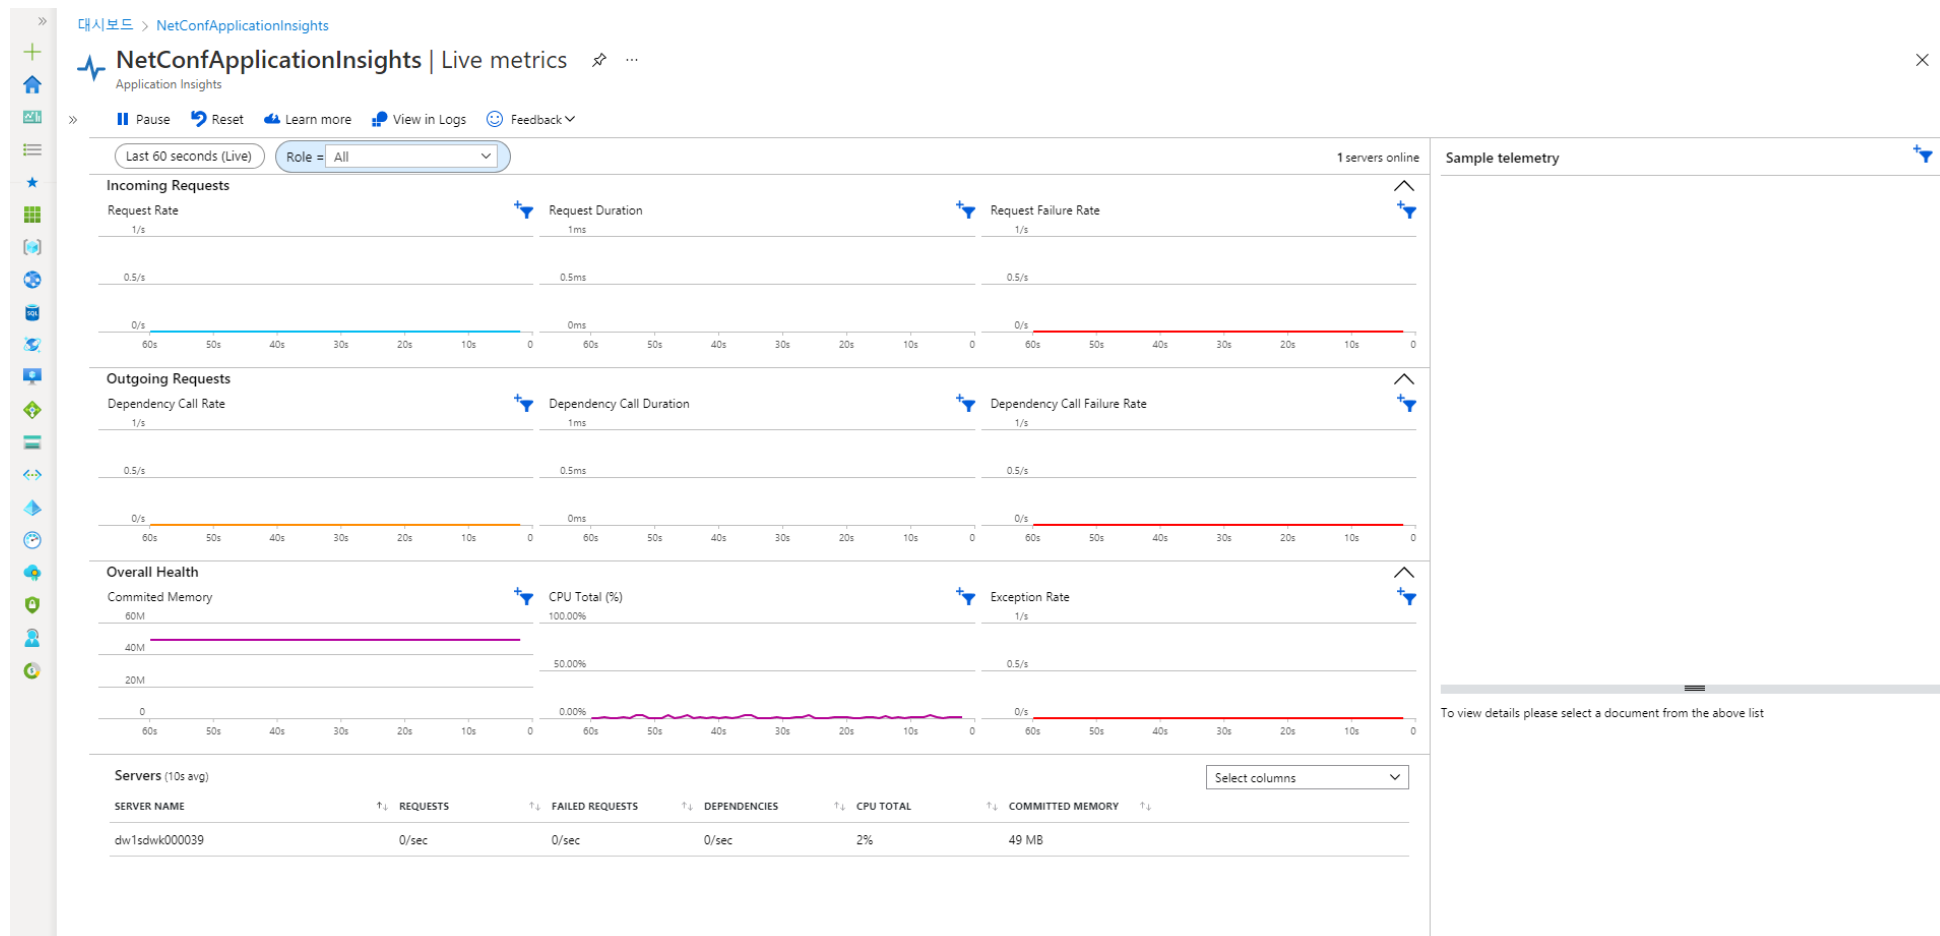 대시보드 > NetConfApplicationInsights
NetConfApplicationInsights | Live metrics
Application Insights
Pause Reset Learn more View in Logs Feedback
Last 60 seconds (Live) Role = All
1 servers online
Incoming Requests
Request Rate
1/s
0.5/s
0/s
60s 50s 40s 30s 20s 10s 0
Request Duration
1ms
0.5ms
0ms
60s 50s 40s 30s 20s 10s 0
Request Failure Rate
1/s
0.5/s
0/s
60s 50s 40s 30s 20s 10s 0
Outgoing Requests
Dependency Call Rate
1/s
0.5/s
0/s
60s 50s 40s 30s 20s 10s 0
Dependency Call Duration
1ms
0.5ms
0ms
60s 50s 40s 30s 20s 10s 0
Dependency Call Failure Rate
1/s
0.5/s
0/s
60s 50s 40s 30s 20s 10s 0
Overall Health
Commited Memory
60M
40M
20M
0
60s 50s 40s 30s 20s 10s 0
CPU Total (%)
100.00%
50.00%
0.00%
60s 50s 40s 30s 20s 10s 0
Exception Rate
1/s
0.5/s
0/s
60s 50s 40s 30s 20s 10s 0
Servers (10s avg)
Select columns
SERVER NAME REQUESTS FAILED REQUESTS DEPENDENCIES CPU TOTAL COMMITTED MEMORY
dw1sdwk000039 0/sec 0/sec 0/sec 2% 49 MB
Sample telemetry
To view details please select a document from the above list